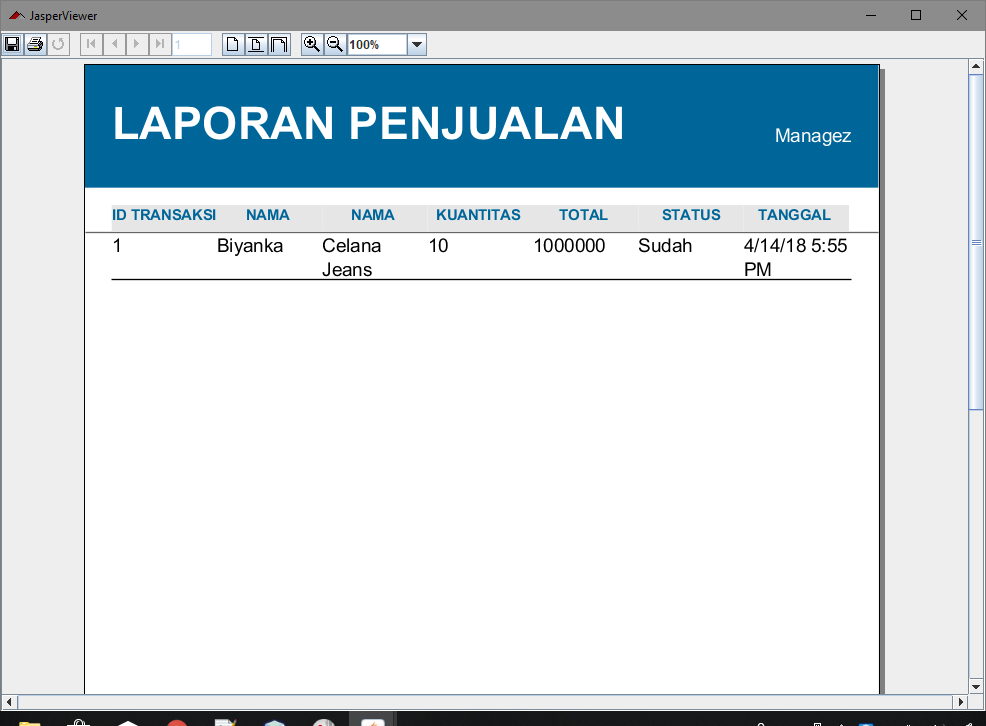 JasperViewer
1
100%
LAPORAN PENJUALAN
Managez
ID TRANSAKSI NAMA NAMA KUANTITAS TOTAL STATUS TANGGAL
1 Biyanka Celana 10 1000000 Sudah 4/14/18 5:55
Jeans PM